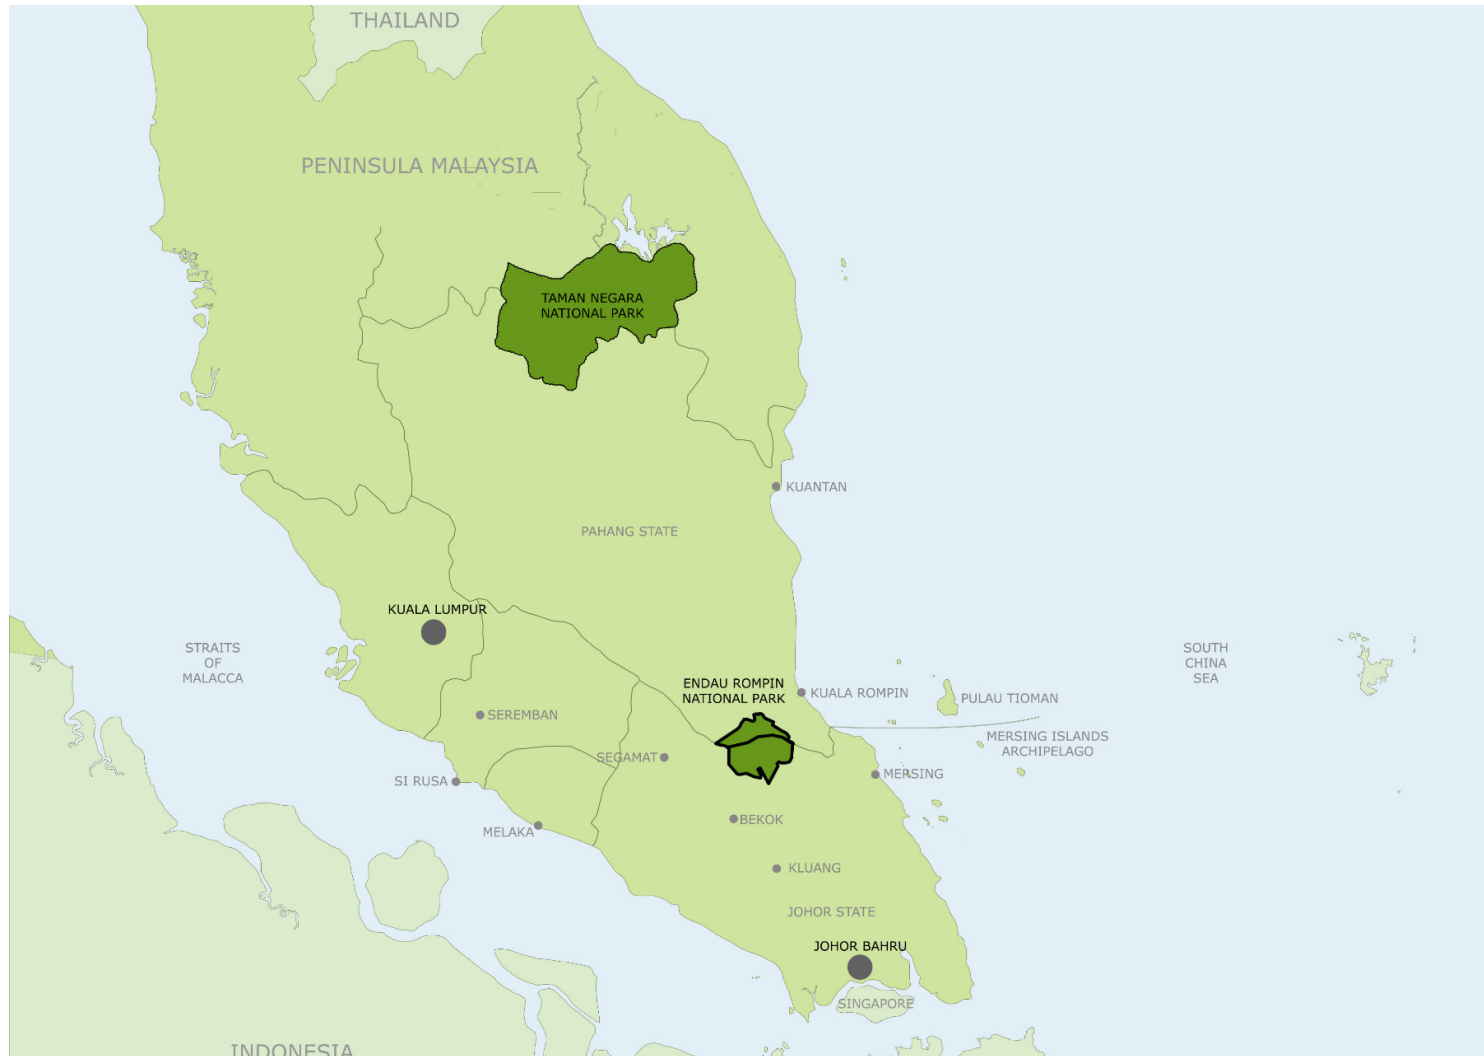 THAILAND
PENINSULA MALAYSIA
TAMAN NEGARA
NATIONAL PARK
KUANTAN
PAHANG STATE
KUALA LUMPUR
STRAITS
OF
MALACCA
SOUTH
CHINA
SEA
ENDAU ROMPIN
NATIONAL PARK
KUALA ROMPIN
PULAU TIOMAN
SEREMBAN
MERSING ISLANDS
ARCHIPELAGO
SEGAMAT
MERSING
SI RUSA
BEKOK
MELAKA
KLUANG
JOHOR STATE
JOHOR BAHRU
SINGAPORE
INDONESIA